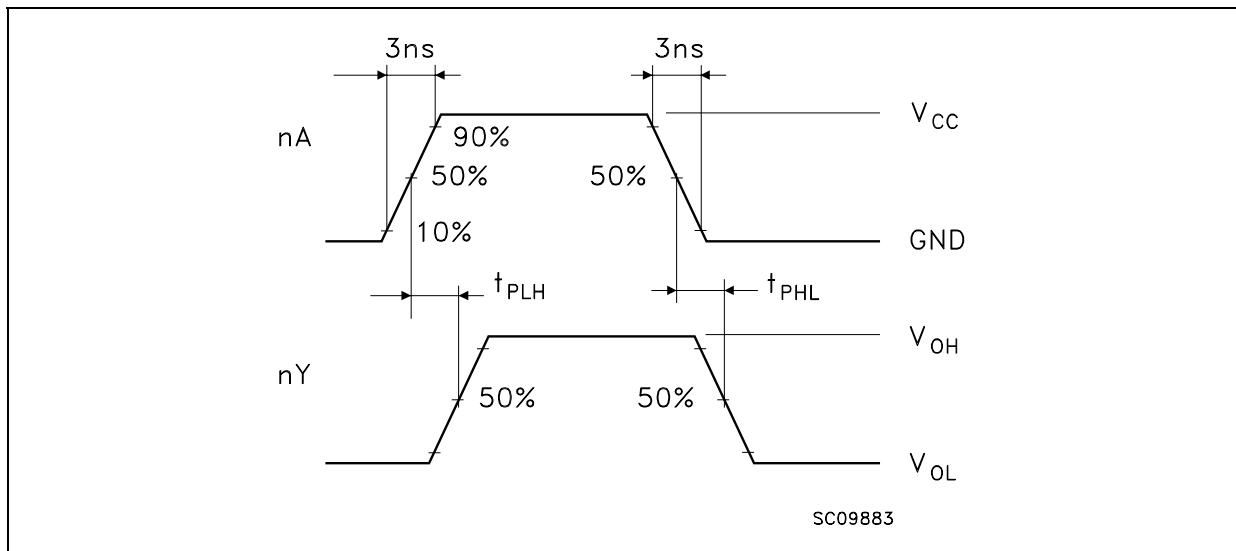 3ns 3ns
nA V_CC
90%
50% 50%
10% GND
t_PLH t_PHL
nY V_OH
50% 50%
V_OL
SC09883